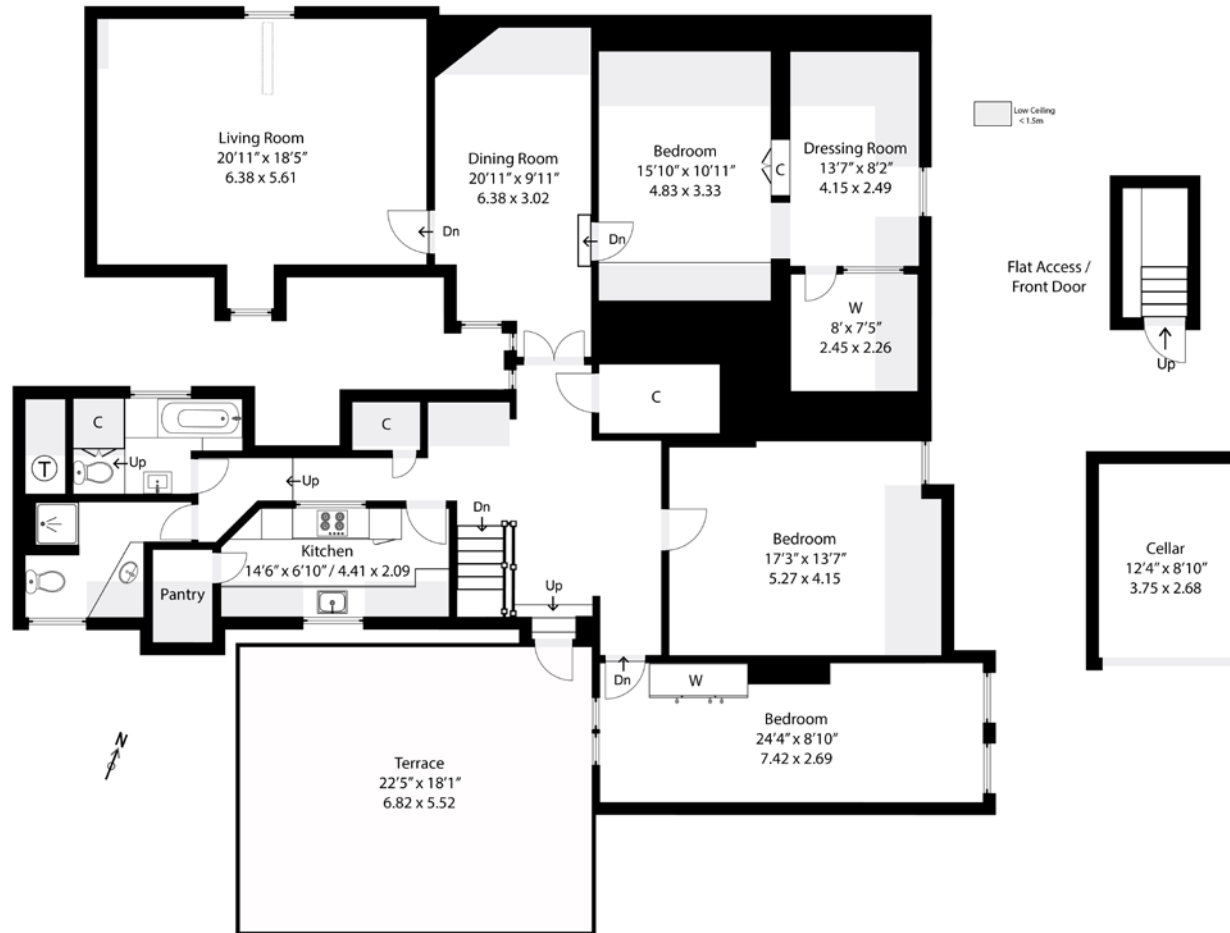 Living Room
20'11" x 18'5"
6.38 x 5.61
Dn
Dining Room
20'11" x 9'11"
6.38 x 3.02
Dn
Bedroom
15'10" x 10'11"
4.83 x 3.33
C
Dressing Room
13'7" x 8'2"
4.15 x 2.49
W
8' x 7'5"
2.45 x 2.26
Low Ceiling
< 1.5m
Flat Access /
Front Door
Up
C
C
C
T
Up
Up
Kitchen
14'6" x 6'10" / 4.41 x 2.09
Pantry
Dn
Up
Bedroom
17'3" x 13'7"
5.27 x 4.15
Cellar
12'4" x 8'10"
3.75 x 2.68
Dn
W
Bedroom
24'4" x 8'10"
7.42 x 2.69
N
Terrace
22'5" x 18'1"
6.82 x 5.52